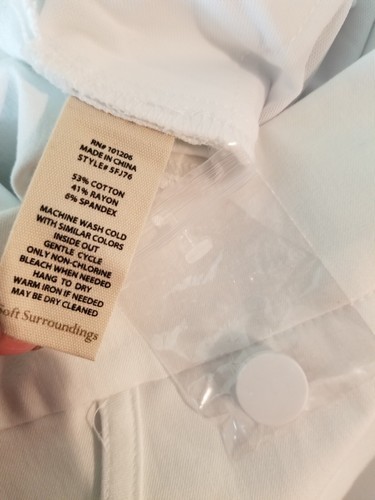 RN# 101206
MADE IN CHINA
STYLE# 5FJ76
53% COTTON
41% RAYON
6% SPANDEX
MACHINE WASH COLD
WITH SIMILAR COLORS
INSIDE OUT
GENTLE CYCLE
ONLY NON-CHLORINE
BLEACH WHEN NEEDED
HANG TO DRY
WARM IRON IF NEEDED
MAY BE DRY CLEANED
Soft Surroundings